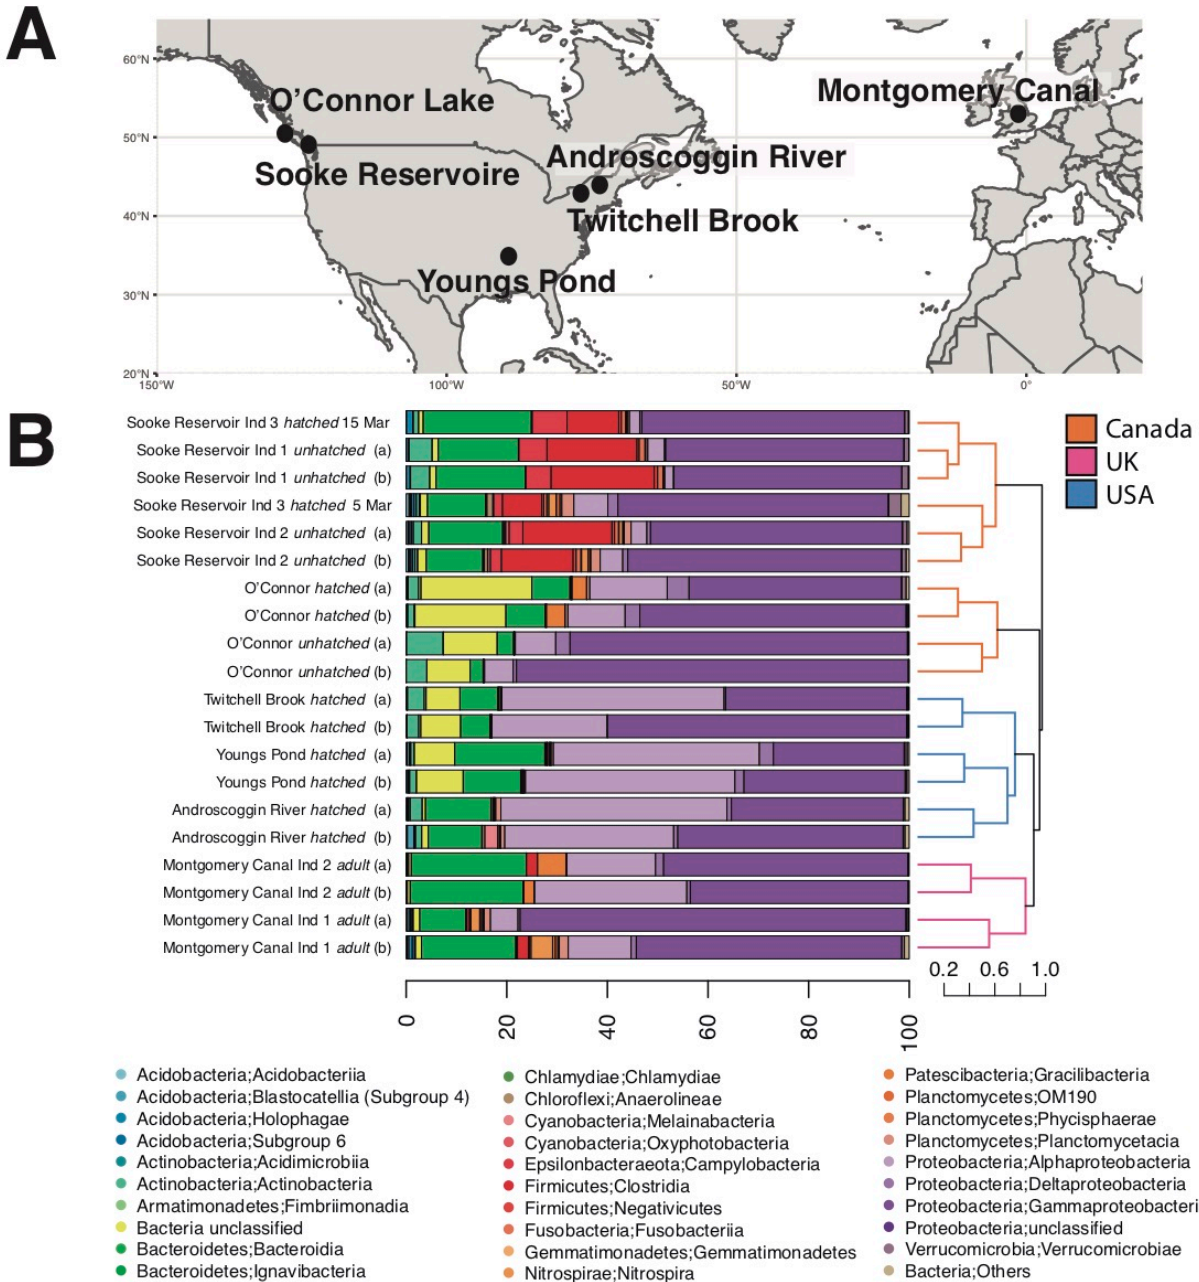 A
60°N
50°N
40°N
30°N
20°N
150°W
100°W
50°W
0°
O'Connor Lake
Sooke Reservoire
Androscoggin River
Twitchell Brook
Youngs Pond
Montgomery Canal
B
Sooke Reservoir Ind 3 hatched 15 Mar
Sooke Reservoir Ind 1 unhatched (a)
Sooke Reservoir Ind 1 unhatched (b)
Sooke Reservoir Ind 3 hatched 5 Mar
Sooke Reservoir Ind 2 unhatched (a)
Sooke Reservoir Ind 2 unhatched (b)
O'Connor hatched (a)
O'Connor hatched (b)
O'Connor unhatched (a)
O'Connor unhatched (b)
Twitchell Brook hatched (a)
Twitchell Brook hatched (b)
Youngs Pond hatched (a)
Youngs Pond hatched (b)
Androscoggin River hatched (a)
Androscoggin River hatched (b)
Montgomery Canal Ind 2 adult (a)
Montgomery Canal Ind 2 adult (b)
Montgomery Canal Ind 1 adult (a)
Montgomery Canal Ind 1 adult (b)
Canada
UK
USA
0.2 0.6 1.0
0 20 40 60 80 100
Acidobacteria;Acidobacteriia
Acidobacteria;Blastocatellia (Subgroup 4)
Acidobacteria;Holophagae
Acidobacteria;Subgroup 6
Actinobacteria;Acidimicrobiia
Actinobacteria;Actinobacteria
Armatimonadetes;Fimbriimonadia
Bacteria unclassified
Bacteroidetes;Bacteroidia
Bacteroidetes;Ignavibacteria
Chlamydiae;Chlamydiae
Chloroflexi;Anaerolineae
Cyanobacteria;Melainabacteria
Cyanobacteria;Oxyphotobacteria
Epsilonbacteraeota;Campylobacteria
Firmicutes;Clostridia
Firmicutes;Negativicutes
Fusobacteria;Fusobacteriia
Gemmatimonadetes;Gemmatimonadetes
Nitrospirae;Nitrospira
Patescibacteria;Gracilibacteria
Planctomycetes;OM190
Planctomycetes;Phycisphaerae
Planctomycetes;Planctomycetacia
Proteobacteria;Alphaproteobacteria
Proteobacteria;Deltaproteobacteria
Proteobacteria;Gammaproteobacteri
Proteobacteria;unclassified
Verrucomicrobia;Verrucomicrobiae
Bacteria;Others